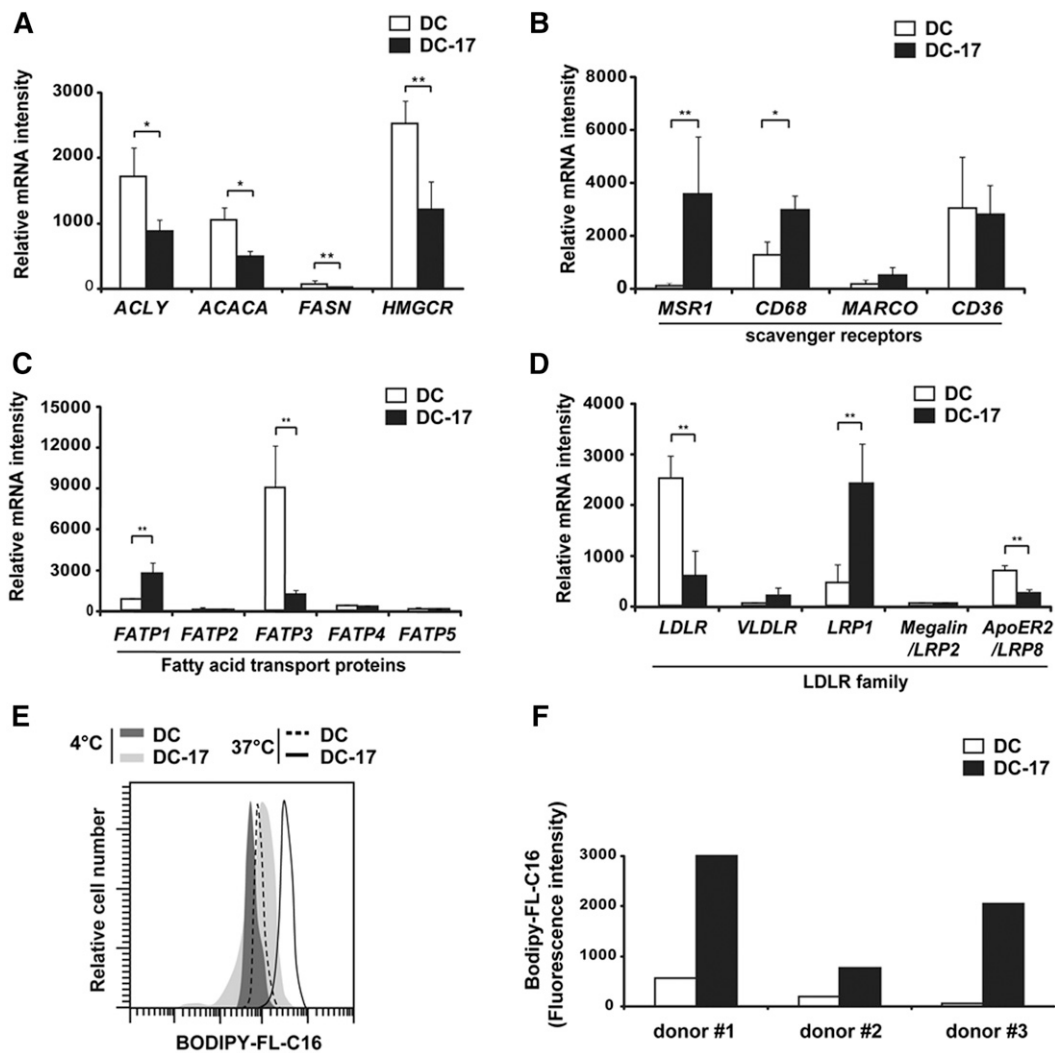 A
DC
DC-17
Relative mRNA intensity
3000
2000
1000
0
*
*
**
**
ACLY ACACA FASN HMGCR
B
DC
DC-17
Relative mRNA intensity
8000
6000
4000
2000
0
**
*
MSR1 CD68 MARCO CD36
scavenger receptors
C
DC
DC-17
Relative mRNA intensity
15000
12000
9000
6000
3000
0
**
**
FATP1 FATP2 FATP3 FATP4 FATP5
Fatty acid transport proteins
D
DC
DC-17
Relative mRNA intensity
4000
3000
2000
1000
0
**
**
**
LDLR VLDLR LRP1 Megalin ApoER2
/LRP2 /LRP8
LDLR family
E
4°C DC 37°C DC
DC-17 DC-17
Relative cell number
BODIPY-FL-C16
F
DC
DC-17
Bodipy-FL-C16
(Fluorescence intensity)
3000
2000
1000
0
donor #1 donor #2 donor #3